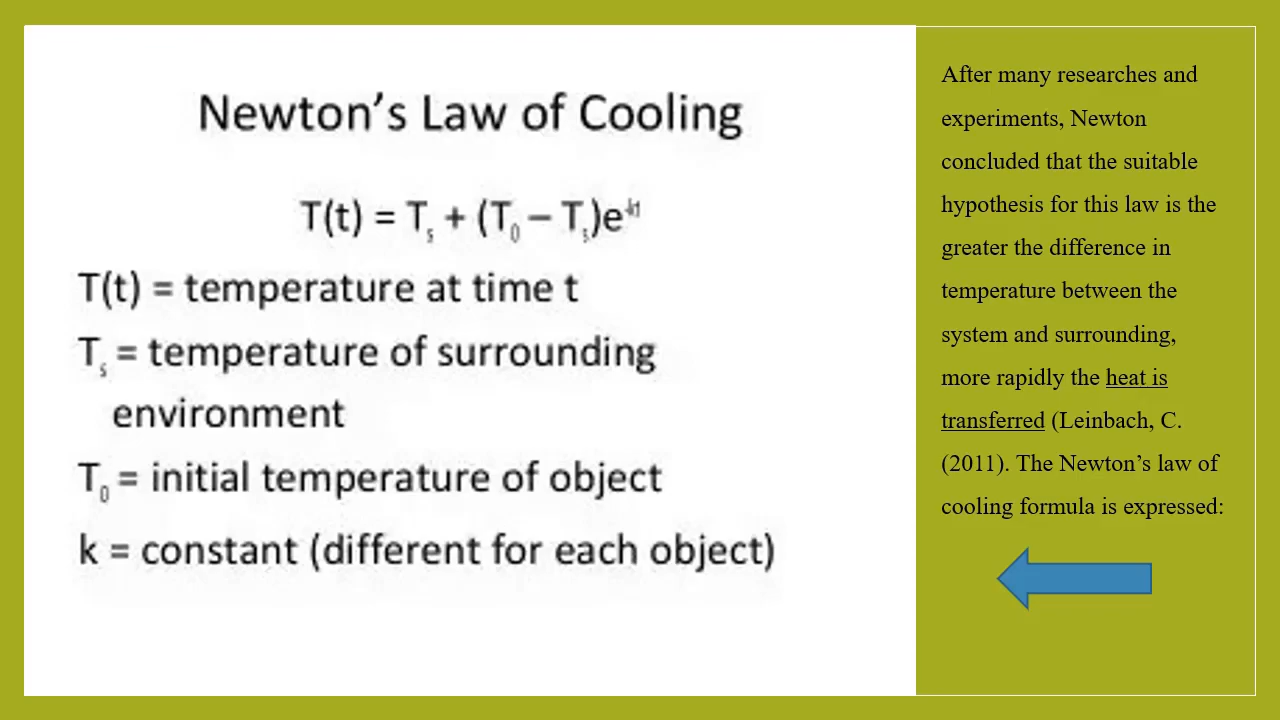 Newton’s Law of Cooling
T(t) = Tₛ + (T₀ – Tₛ)e⁻ᵏᵗ
T(t) = temperature at time t
Tₛ = temperature of surrounding
environment
T₀ = initial temperature of object
k = constant (different for each object)
After many researches and
experiments, Newton
concluded that the suitable
hypothesis for this law is the
greater the difference in
temperature between the
system and surrounding,
more rapidly the heat is
transferred (Leinbach, C.
(2011). The Newton’s law of
cooling formula is expressed: